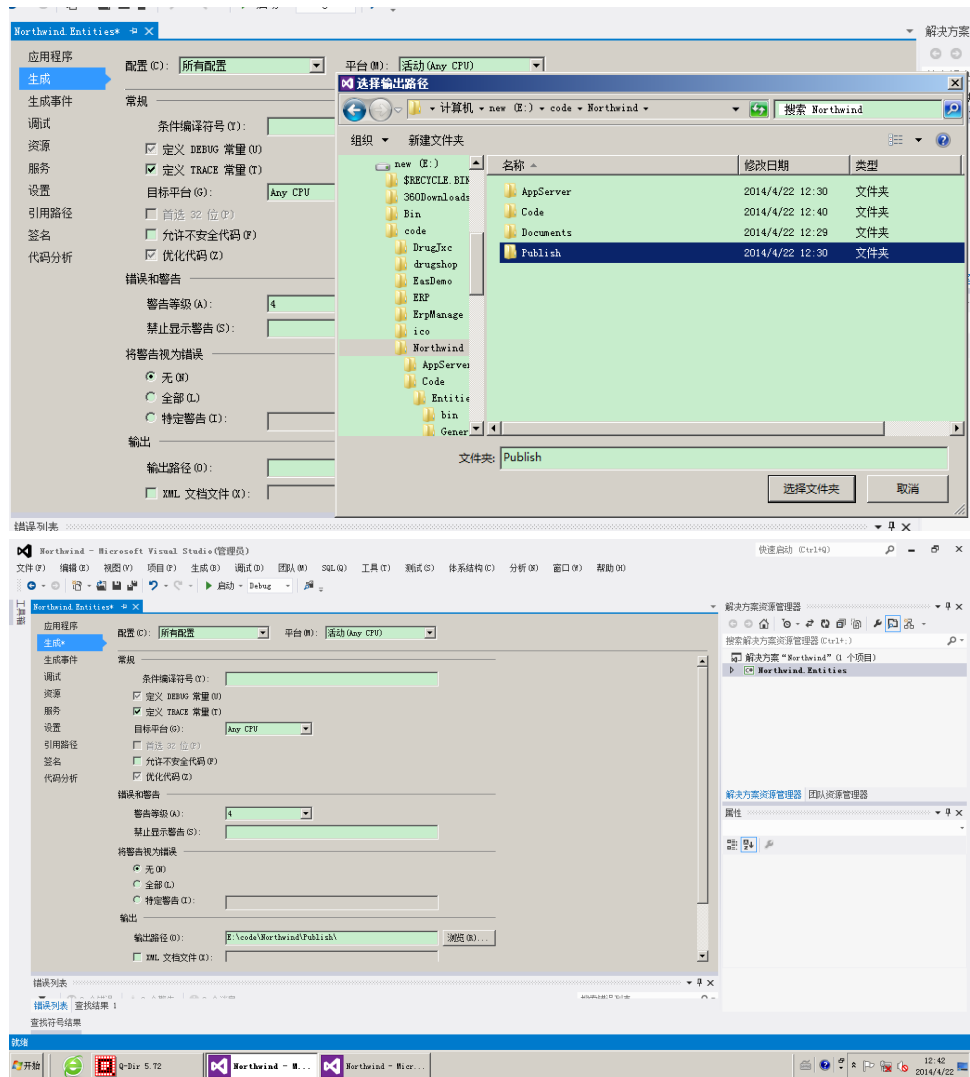 Northwind.Entities*
解决方案
应用程序
配置(C): 所有配置 平台(M): 活动(Any CPU)
生成
选择输出路径
生成事件
常规
计算机 new (E:) code Northwind
搜索 Northwind
调试
条件编译符号(Y):
组织 新建文件夹
资源
定义 DEBUG 常量(U)
new (E:)
名称 修改日期 类型
服务
定义 TRACE 常量(T)
$RECYCLE.BIN
设置
目标平台(G): Any CPU
360Downloads
AppServer 2014/4/22 12:30 文件夹
引用路径
首选 32 位(P)
Bin
Code 2014/4/22 12:40 文件夹
签名
允许不安全代码(F)
code
Documents 2014/4/22 12:29 文件夹
代码分析
优化代码(Z)
DrugJxc
Publish 2014/4/22 12:30 文件夹
drugshop
错误和警告
EasDemo
警告等级(A): 4
ERP
ErpManage
禁止显示警告(S):
ico
将警告视为错误
Northwind
无(N)
AppServer
全部(L)
Code
Entitie
特定警告(I):
bin
Gener
输出
文件夹: Publish
输出路径(O):
选择文件夹 取消
XML 文档文件(X):
错误列表
Northwind - Microsoft Visual Studio(管理员)
快速启动 (Ctrl+Q)
文件(F) 编辑(E) 视图(V) 项目(P) 生成(B) 调试(D) 团队(M) SQL(Q) 工具(T) 测试(S) 体系结构(C) 分析(N) 窗口(W) 帮助(H)
启动 Debug
工具箱
Northwind.Entities*
解决方案资源管理器
应用程序
配置(C): 所有配置 平台(M): 活动(Any CPU)
搜索解决方案资源管理器(Ctrl+;)
生成*
生成事件
常规
解决方案“Northwind”(1 个项目)
调试
条件编译符号(Y):
Northwind.Entities
资源
定义 DEBUG 常量(U)
服务
定义 TRACE 常量(T)
设置
目标平台(G): Any CPU
引用路径
首选 32 位(P)
签名
允许不安全代码(F)
代码分析
优化代码(Z)
错误和警告
解决方案资源管理器 团队资源管理器
警告等级(A): 4
属性
禁止显示警告(S):
将警告视为错误
无(N)
全部(L)
特定警告(I):
输出
输出路径(O): E:\code\Northwind\Publish\ 浏览(R)...
XML 文档文件(X):
错误列表
错误列表 查找结果 1
查找符号结果
就绪
开始 Q-Dir 5.72 Northwind - M... Northwind - Micr...
12:42
2014/4/22